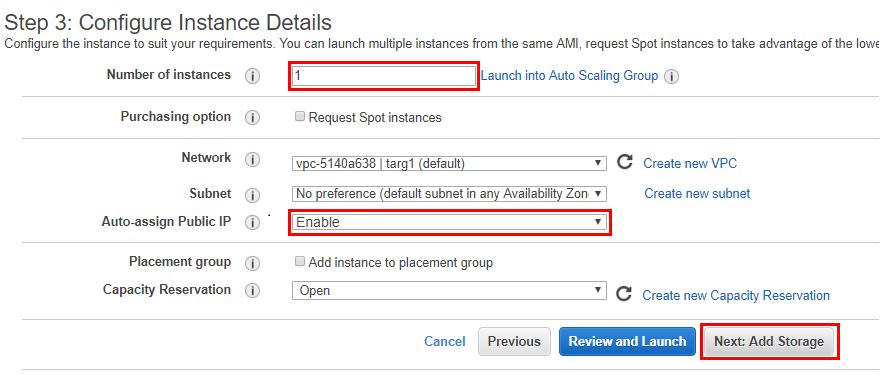 Step 3: Configure Instance Details
Configure the instance to suit your requirements. You can launch multiple instances from the same AMI, request Spot instances to take advantage of the lowe
Number of instances i 1 Launch into Auto Scaling Group i
Purchasing option i Request Spot instances
Network i vpc-5140a638 | targ1 (default) Create new VPC
Subnet i No preference (default subnet in any Availability Zon Create new subnet
Auto-assign Public IP i Enable
Placement group i Add instance to placement group
Capacity Reservation i Open Create new Capacity Reservation
Cancel Previous Review and Launch Next: Add Storage